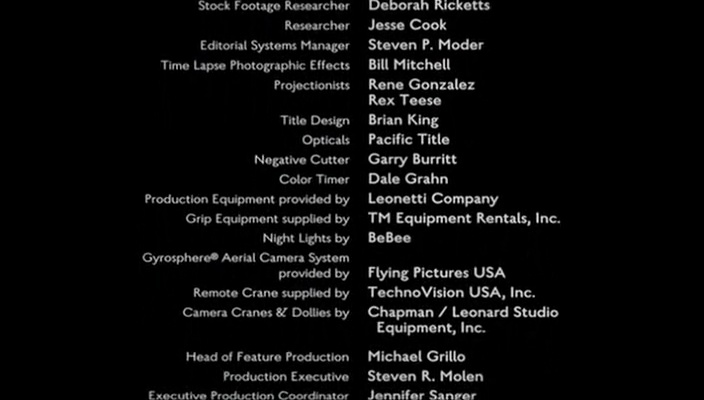 Stock Footage Researcher Deborah Ricketts
Researcher Jesse Cook
Editorial Systems Manager Steven P. Moder
Time Lapse Photographic Effects Bill Mitchell
Projectionists Rene Gonzalez
Rex Teese
Title Design Brian King
Opticals Pacific Title
Negative Cutter Garry Burritt
Color Timer Dale Grahn
Production Equipment provided by Leonetti Company
Grip Equipment supplied by TM Equipment Rentals, Inc.
Night Lights by BeBee
Gyrosphere® Aerial Camera System
provided by Flying Pictures USA
Remote Crane supplied by TechnoVision USA, Inc.
Camera Cranes & Dollies by Chapman / Leonard Studio
Equipment, Inc.
Head of Feature Production Michael Grillo
Production Executive Steven R. Molen
Executive Production Coordinator Jennifer Sanger